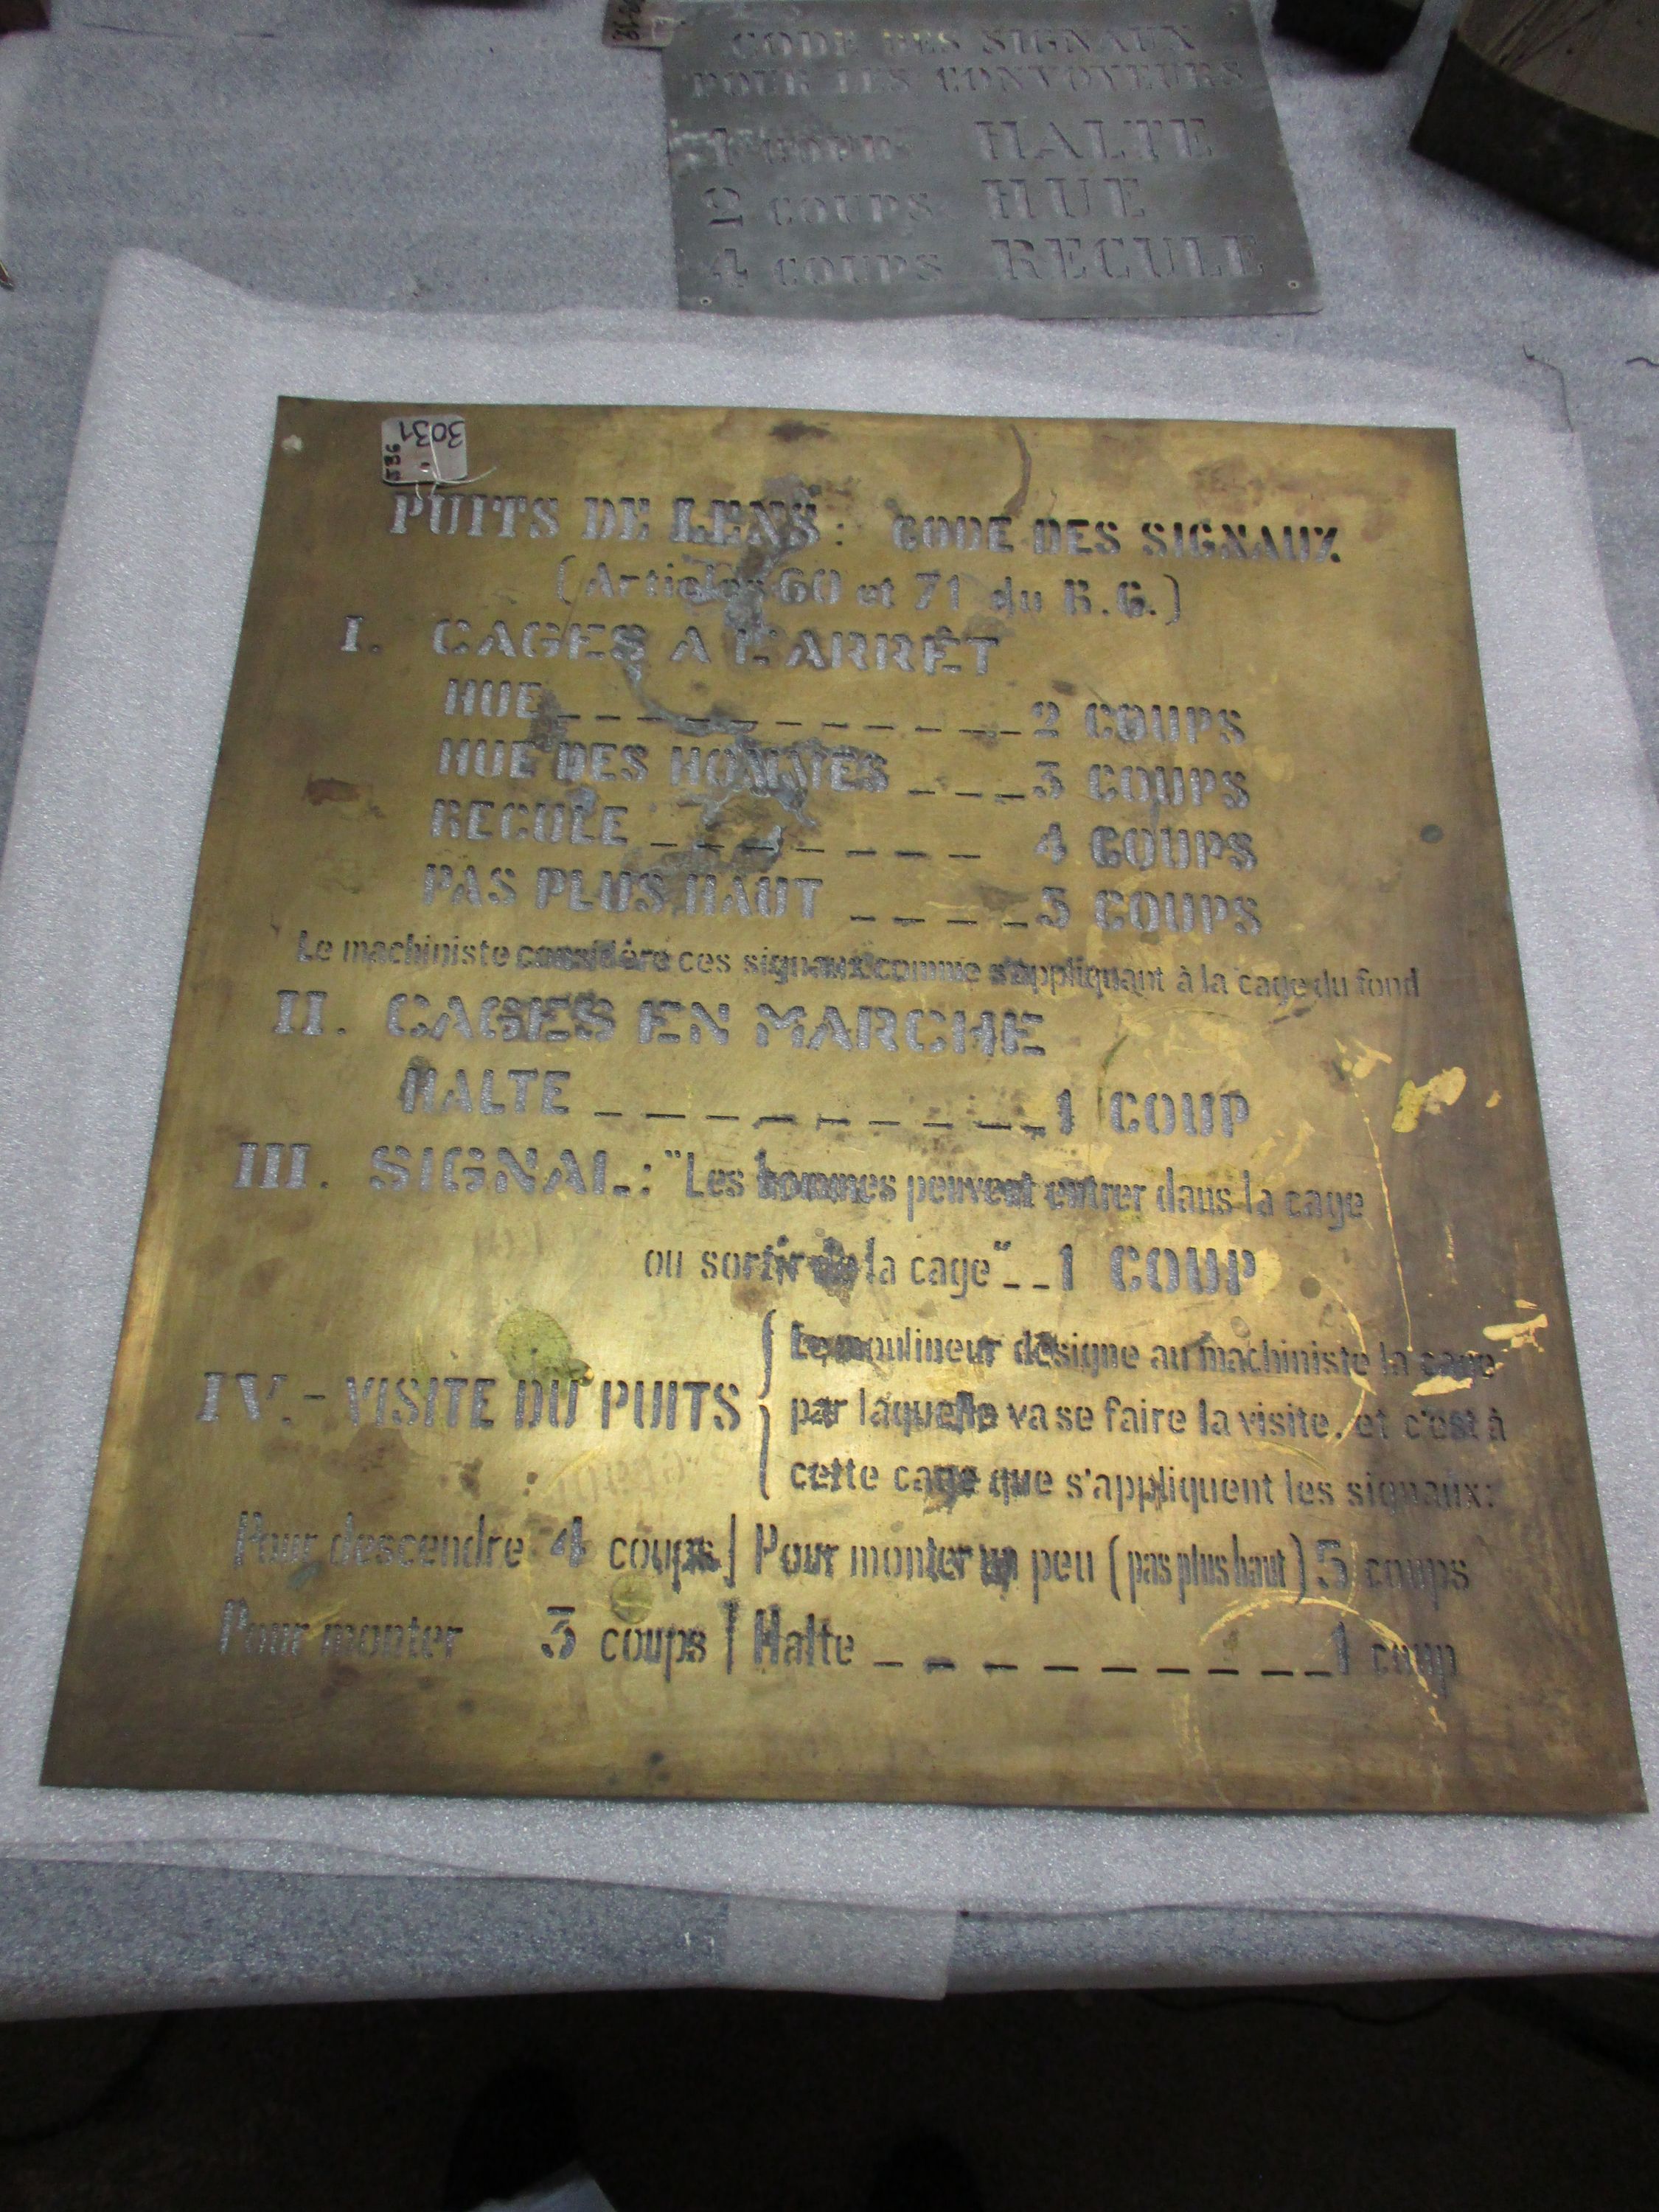 CODE DES SIGNAUX
POUR LES CONVOYEURS
1 COUP HALTE
2 COUPS HUE
4 COUPS RECULE
3031
PUITS DE LENS : CODE DES SIGNAUX
(Articles 60 et 71 du R.G.)
I. CAGES A L'ARRÊT
HUE _ _ _ _ _ _ _ _ _ _ _ 2 COUPS
HUE DES HOMMES _ _ _ 3 COUPS
RECULE _ _ _ _ _ _ _ _ 4 COUPS
PAS PLUS HAUT _ _ _ _ 5 COUPS
Le machiniste considère ces signaux comme s'appliquant à la cage du fond
II. CAGES EN MARCHE
HALTE _ _ _ _ _ _ _ _ _ 1 COUP
III. SIGNAL : "Les hommes peuvent entrer dans la cage
ou sortir de la cage" _ _ 1 COUP
IV. - VISITE DU PUITS { Le moulineur désigne au machiniste la cage
par laquelle va se faire la visite, et c'est à
cette cage que s'appliquent les signaux:
Pour descendre 4 coups | Pour monter un peu (pas plus haut) 5 coups
Pour monter 3 coups | Halte _ _ _ _ _ _ _ _ _ 1 coup